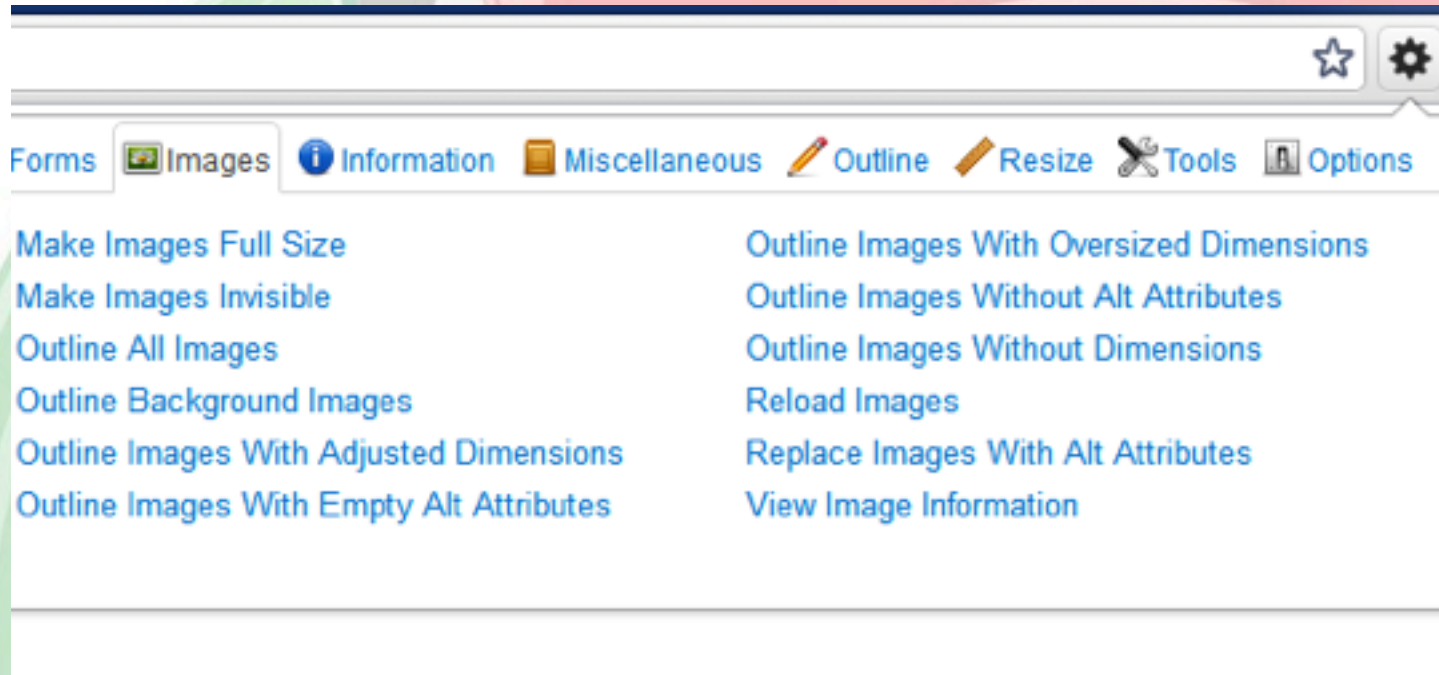 Forms Images Information Miscellaneous Outline Resize Tools Options
Make Images Full Size
Make Images Invisible
Outline All Images
Outline Background Images
Outline Images With Adjusted Dimensions
Outline Images With Empty Alt Attributes
Outline Images With Oversized Dimensions
Outline Images Without Alt Attributes
Outline Images Without Dimensions
Reload Images
Replace Images With Alt Attributes
View Image Information